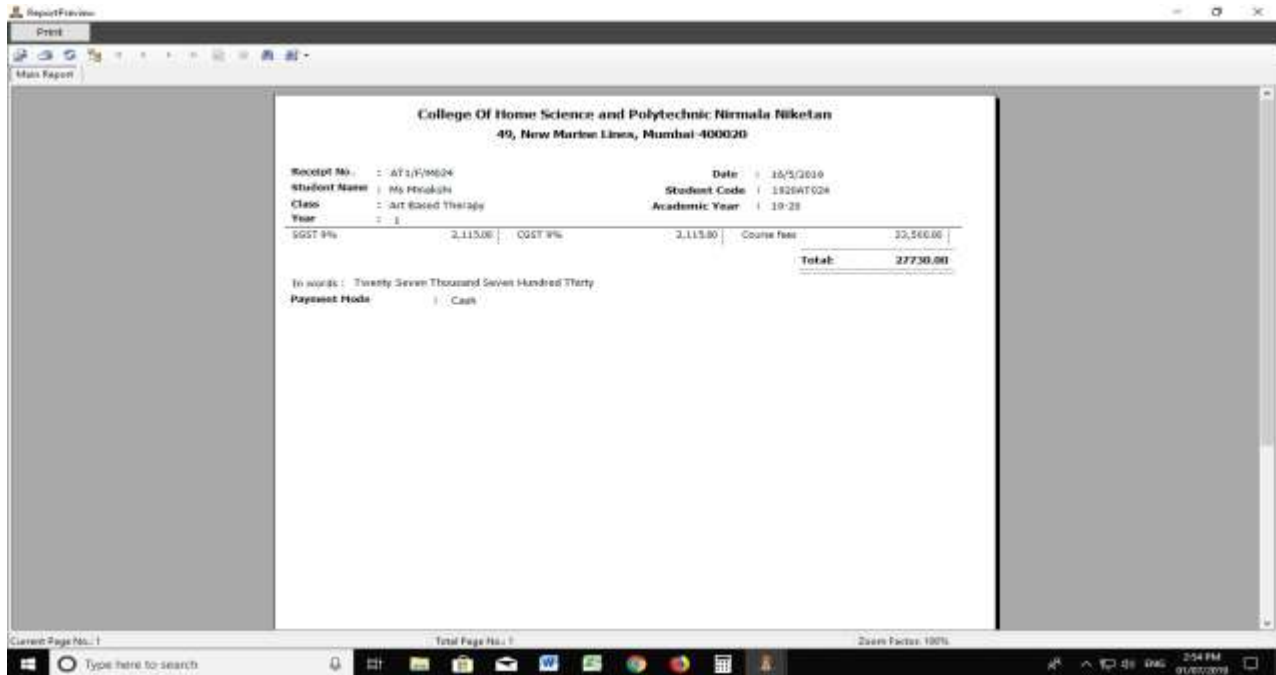 ReportPreview
Print
Main Report
College Of Home Science and Polytechnic Nirmala Niketan
49, New Marine Lines, Mumbai-400020
Receipt No. : AT1/F/M024 Date :
Student Name : Ms Minakshi Student Code : 1920AT024
Class : Art Based Therapy Academic Year : 19-20
Year : 1
SGST 9% 2,115.00 CGST 9% 2,115.00 Course fees 23,500.00
Total: 27730.00
In words : Twenty Seven Thousand Seven Hundred Thirty
Payment Mode : Cash
Current Page No.: 1 Total Page No.: 1 Zoom Factor: 100%
Type here to search ENG 2:54 PM